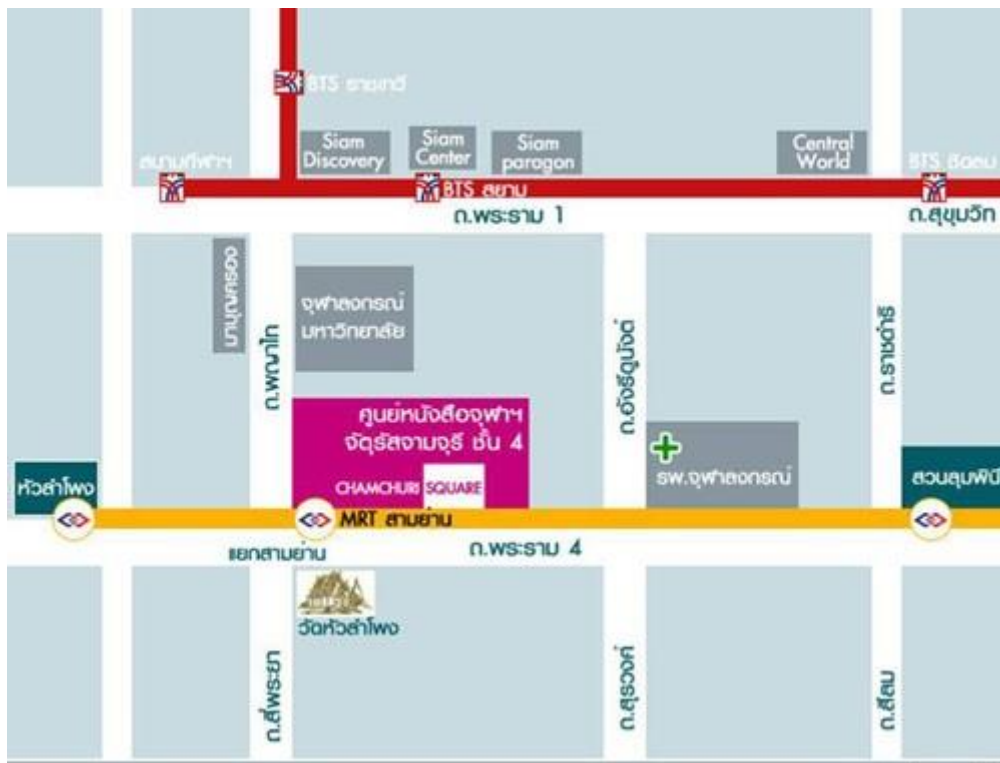 BTS ราชเทวี
Siam
Discovery
Siam
Center
Siam
paragon
Central
World
สนามกีฬาฯ
BTS ชิดลม
BTS สยาม
ถ.พระราม 1
ถ.สุขุมวิท
มาบุญครอง
จุฬาลงกรณ์
มหาวิทยาลัย
ถ.พญาไท
ถ.อังรีดูนังต์
ถ.ราชดำริ
ศูนย์หนังสือจุฬาฯ
จัตุรัสจามจุรี ชั้น 4
CHAMCHURI SQUARE
รพ.จุฬาลงกรณ์
หัวลำโพง
สวนลุมพินี
MRT สามย่าน
แยกสามย่าน
ถ.พระราม 4
วัดหัวลำโพง
ถ.สี่พระยา
ถ.สุรวงศ์
ถ.สีลม